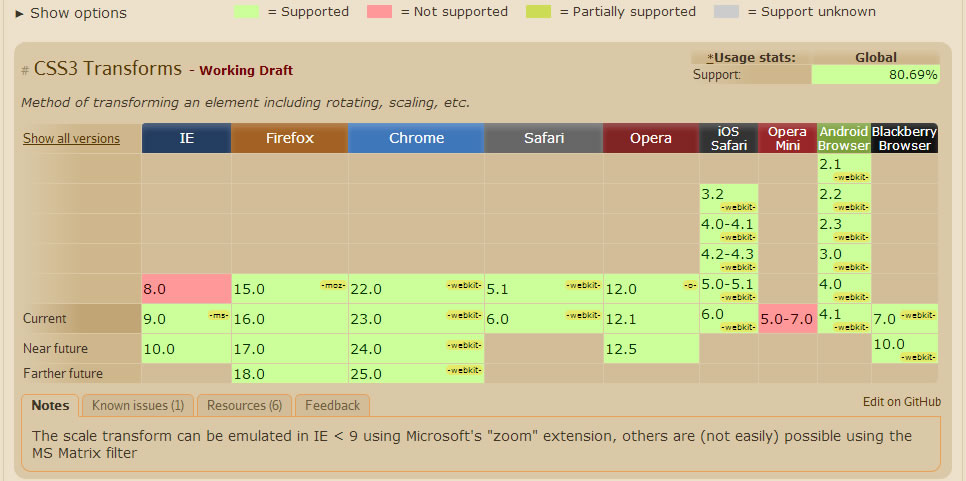 ► Show options = Supported = Not supported = Partially supported = Support unknown
# CSS3 Transforms - Working Draft
*Usage stats: Global
Support: 80.69%
Method of transforming an element including rotating, scaling, etc.
Show all versions IE Firefox Chrome Safari Opera iOS Safari Opera Mini Android Browser Blackberry Browser
2.1 -webkit-
3.2 -webkit- 2.2 -webkit-
4.0-4.1 -webkit- 2.3 -webkit-
4.2-4.3 -webkit- 3.0 -webkit-
8.0 15.0 -moz- 22.0 -webkit- 5.1 -webkit- 12.0 -o- 5.0-5.1 -webkit- 4.0 -webkit-
Current 9.0 -ms- 16.0 23.0 -webkit- 6.0 -webkit- 12.1 6.0 -webkit- 5.0-7.0 4.1 -webkit- 7.0 -webkit-
Near future 10.0 17.0 24.0 -webkit- 12.5 10.0 -webkit-
Farther future 18.0 25.0 -webkit-
Notes Known issues (1) Resources (6) Feedback Edit on GitHub
The scale transform can be emulated in IE < 9 using Microsoft's "zoom" extension, others are (not easily) possible using the
MS Matrix filter